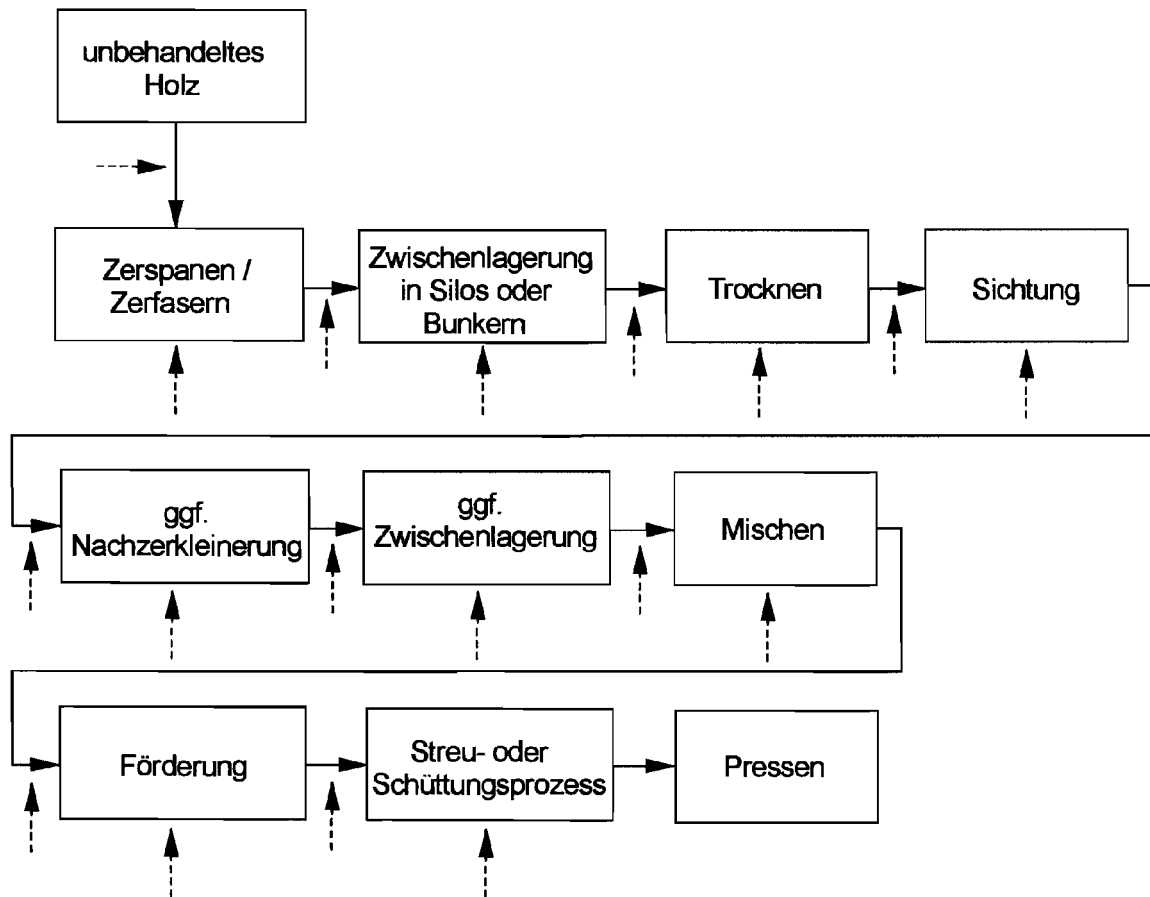 unbehandeltes
Holz
Zerspanen /
Zerfasern
Zwischenlagerung
in Silos oder
Bunkern
Trocknen
Sichtung
ggf.
Nachzerkleinerung
ggf.
Zwischenlagerung
Mischen
Förderung
Streu- oder
Schüttungsprozess
Pressen